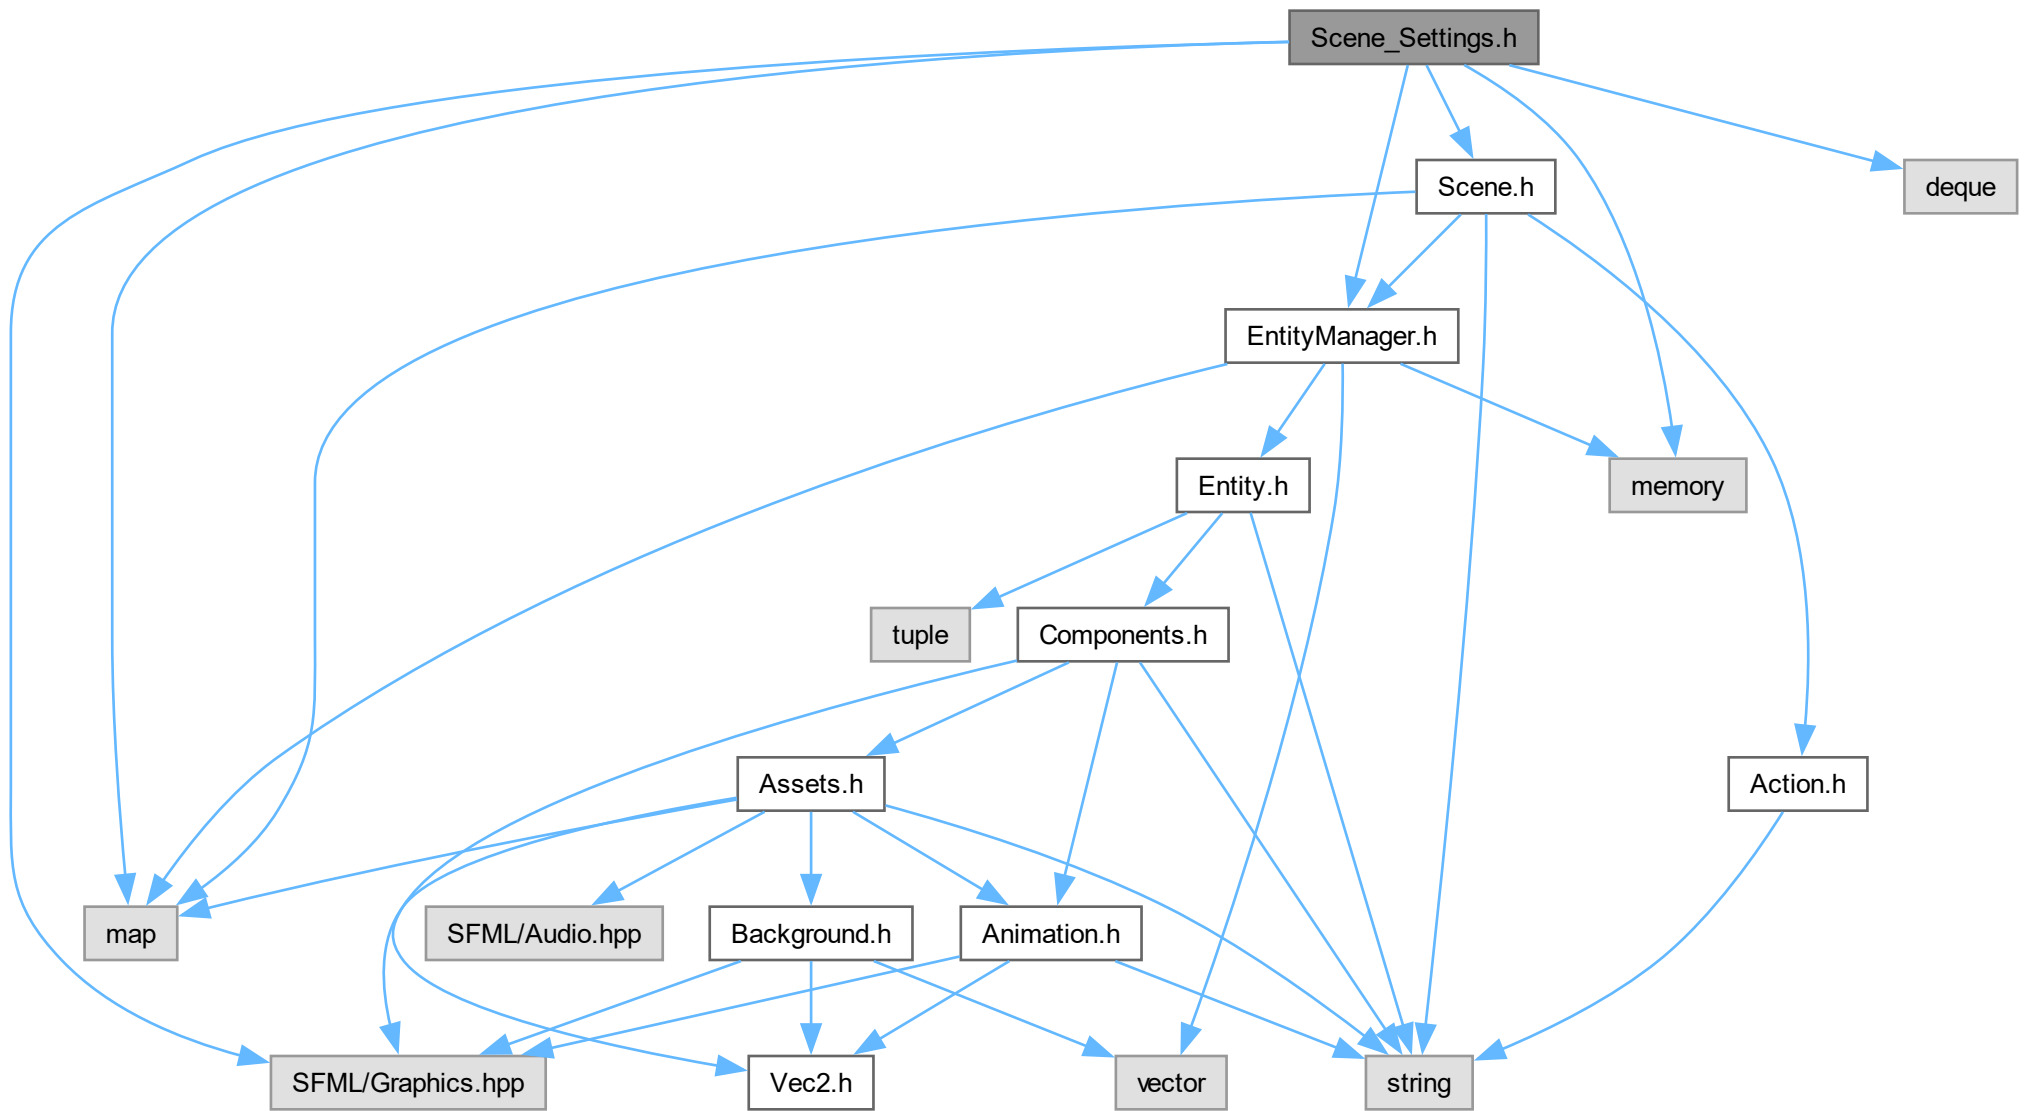 Scene_Settings.h
Scene.h
deque
EntityManager.h
Entity.h
memory
tuple
Components.h
Assets.h
Action.h
map
SFML/Audio.hpp
Background.h
Animation.h
SFML/Graphics.hpp
Vec2.h
vector
string